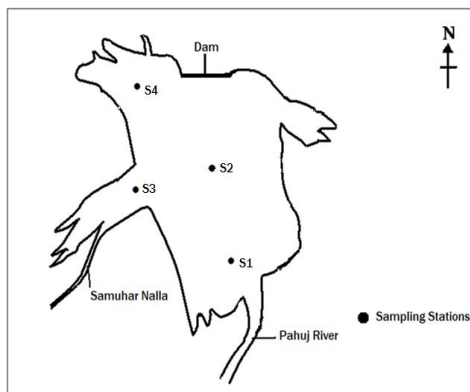 Dam
N
S4
S2
S3
S1
Samuhar Nalla
Sampling Stations
Pahuj River